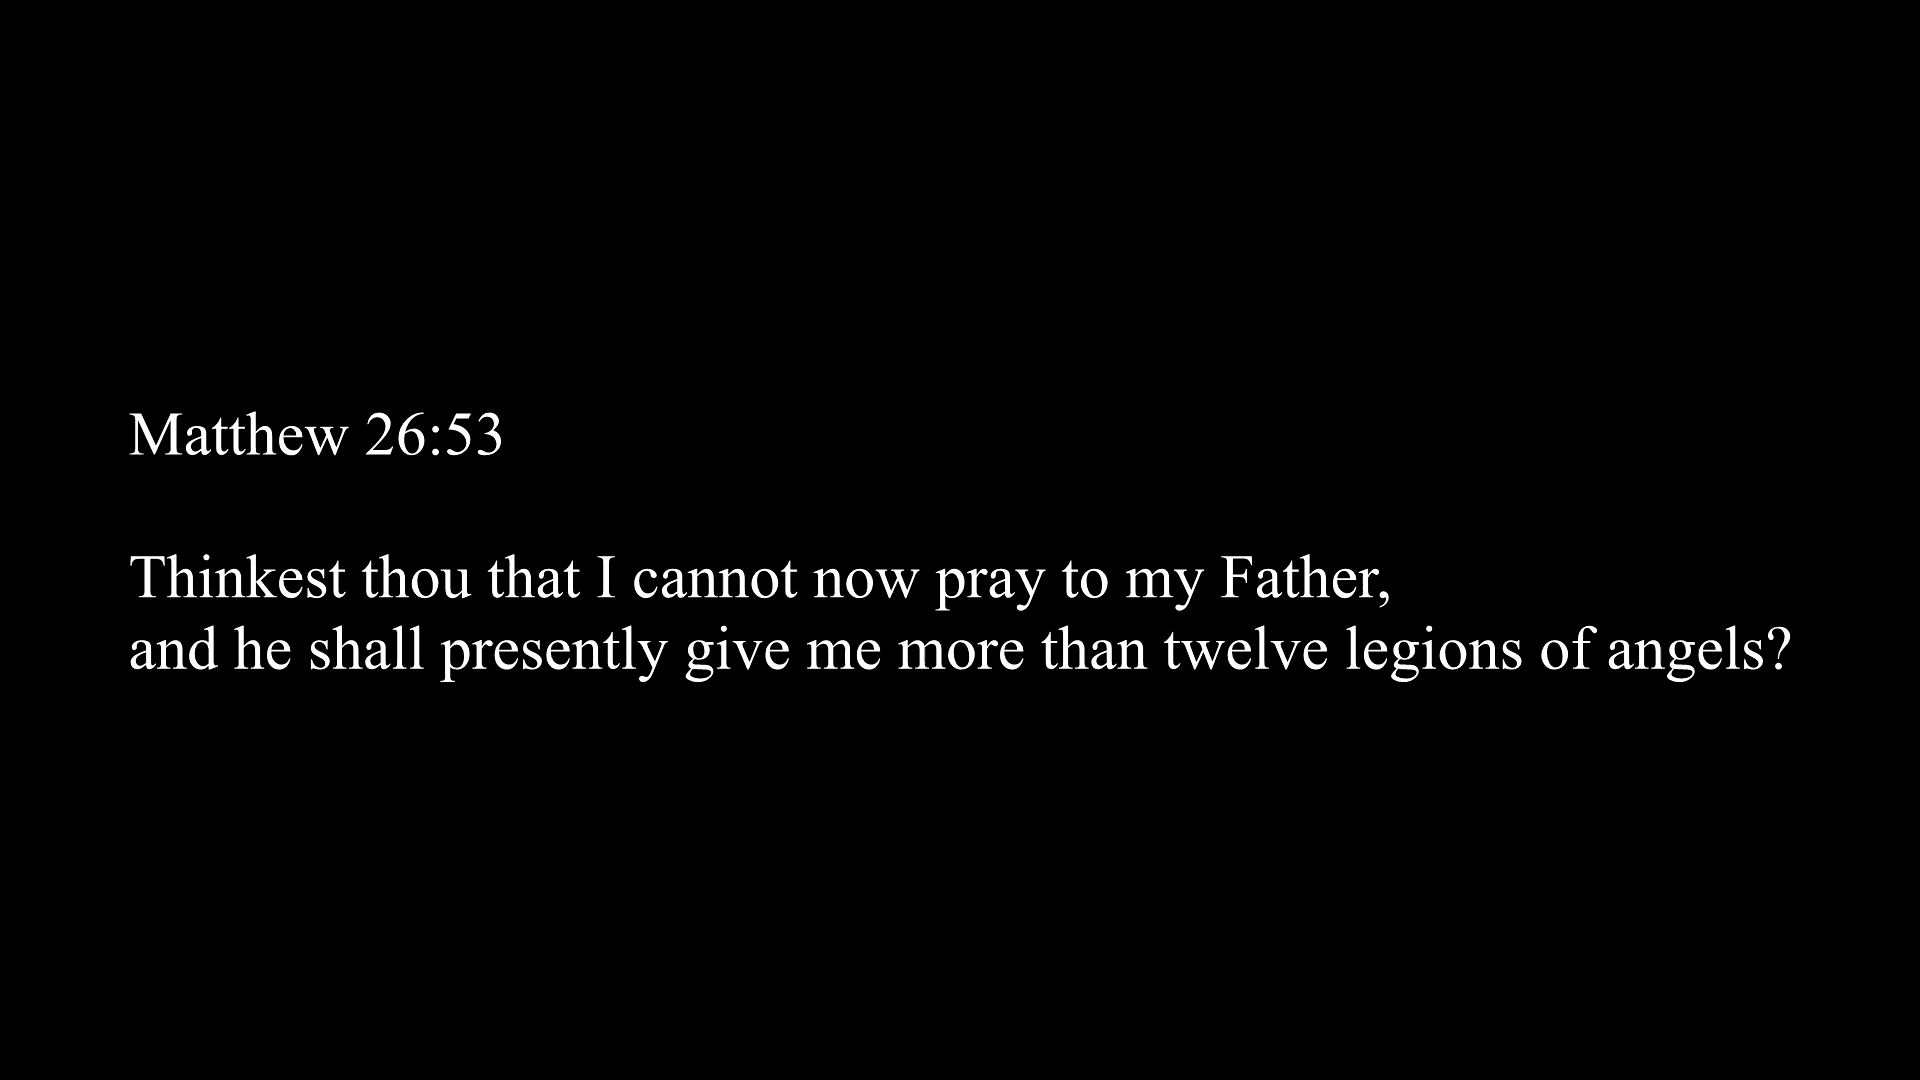 Matthew 26:53
Thinkest thou that I cannot now pray to my Father,
and he shall presently give me more than twelve legions of angels?